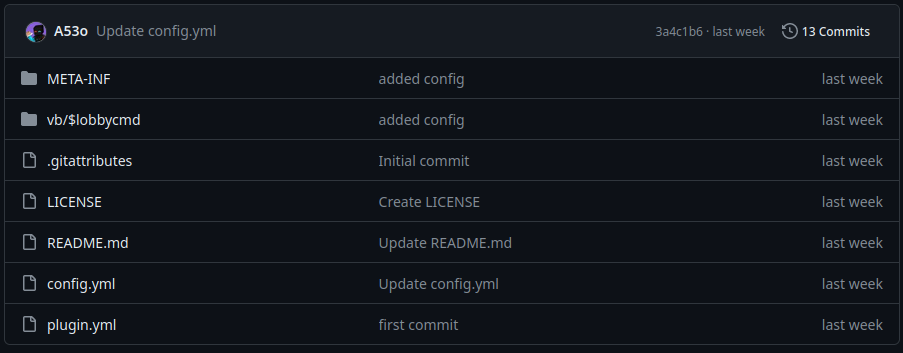 A53o Update config.yml 3a4c1b6 · last week 13 Commits
META-INF added config last week
vb/$lobbycmd added config last week
.gitattributes Initial commit last week
LICENSE Create LICENSE last week
README.md Update README.md last week
config.yml Update config.yml last week
plugin.yml first commit last week